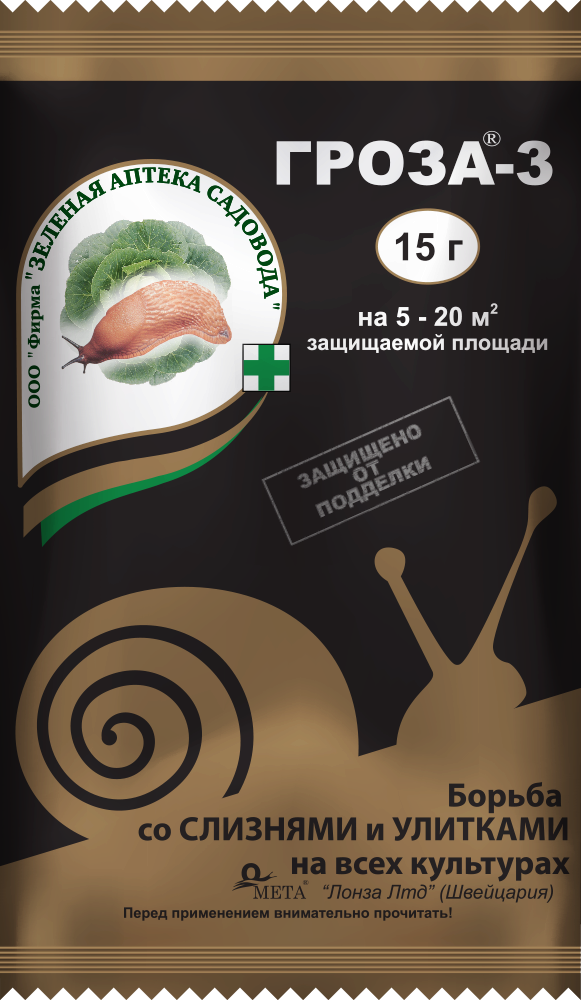 ГРОЗА®-3
ООО "Фирма "ЗЕЛЕНАЯ АПТЕКА САДОВОДА"
15 г
на 5 - 20 м²
защищаемой площади
ЗАЩИЩЕНО
ОТ
ПОДДЕЛКИ
Борьба
со СЛИЗНЯМИ и УЛИТКАМИ
на всех культурах
МЕТА® "Лонза Лтд" (Швейцария)
Перед применением внимательно прочитать!